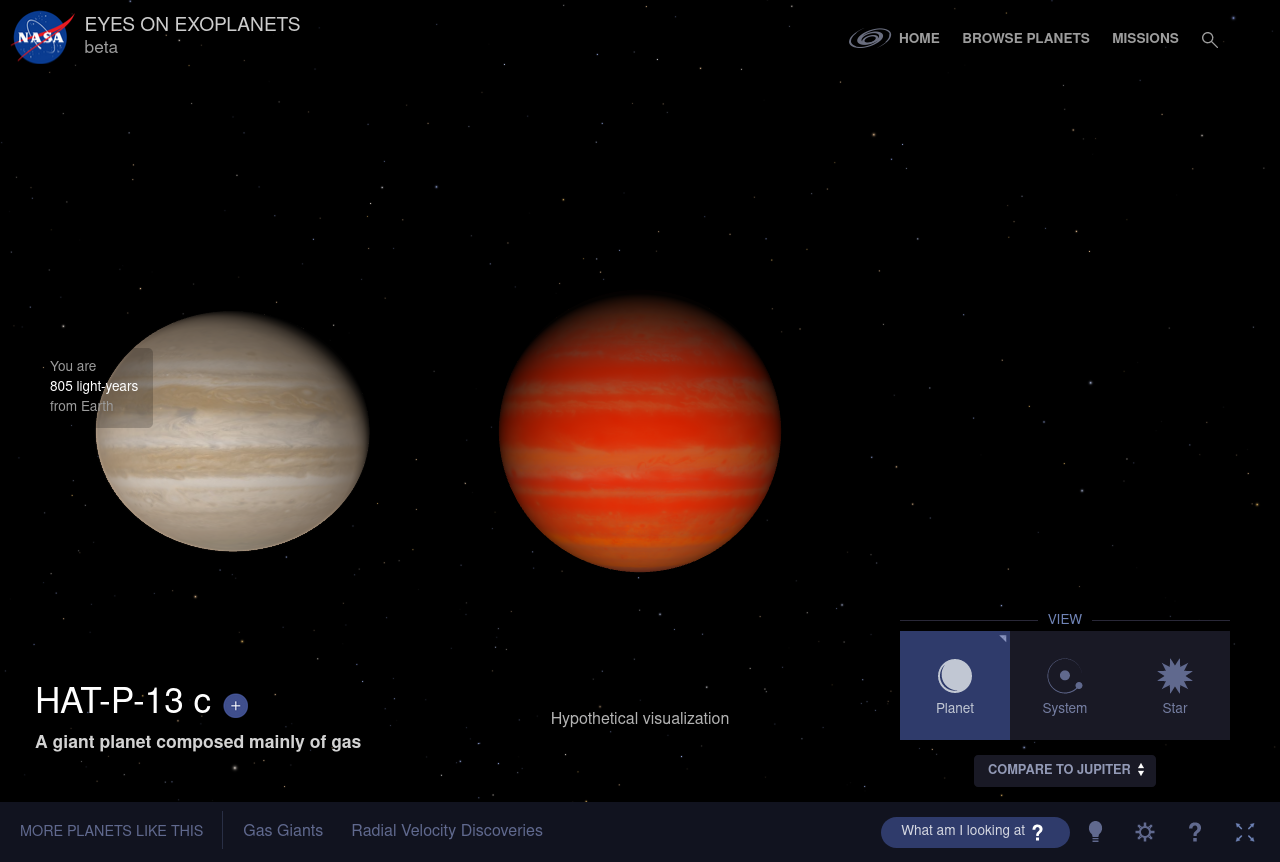 NASA
EYES ON EXOPLANETS
beta
HOME
BROWSE PLANETS
MISSIONS
You are
805 light-years
from Earth
HAT-P-13 c
+
A giant planet composed mainly of gas
Hypothetical visualization
VIEW
Planet
System
Star
COMPARE TO JUPITER
MORE PLANETS LIKE THIS
Gas Giants
Radial Velocity Discoveries
What am I looking at ?
?